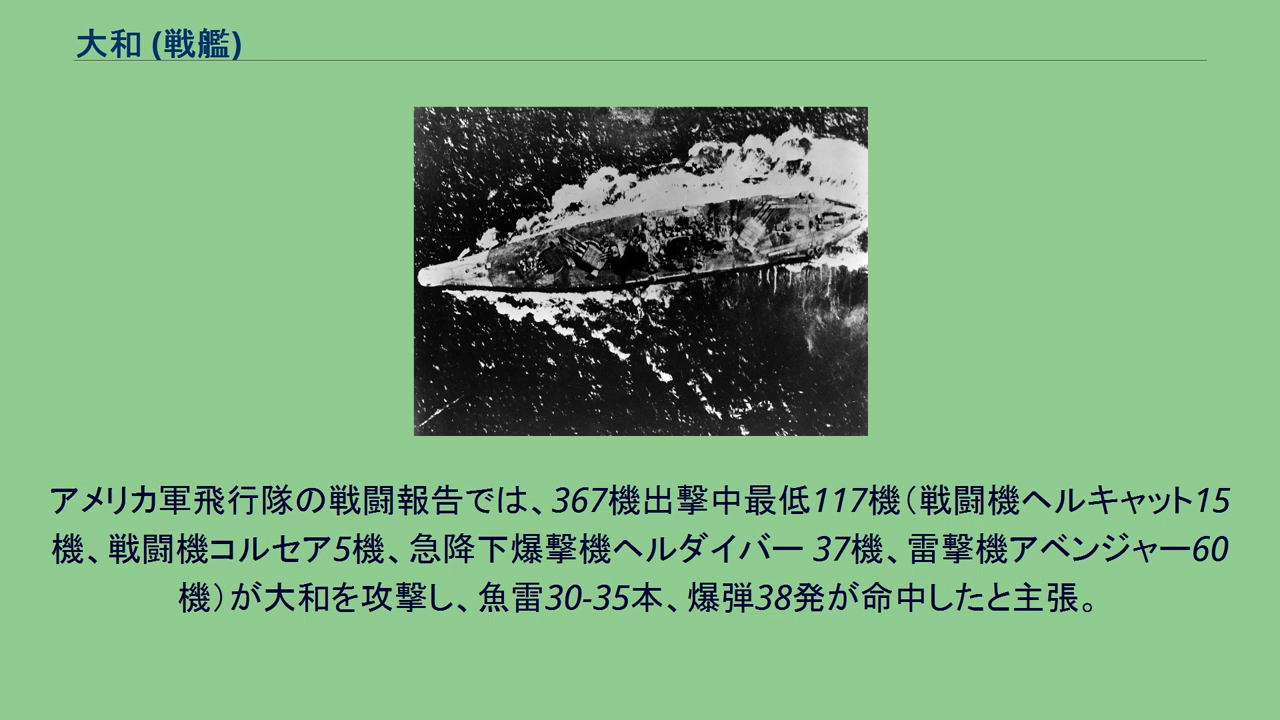 大和 (戦艦)
アメリカ軍飛行隊の戦闘報告では、367機出撃中最低117機（戦闘機ヘルキャット15
機、戦闘機コルセア5機、急降下爆撃機ヘルダイバー 37機、雷撃機アベンジャー60
機）が大和を攻撃し、魚雷30-35本、爆弾38発が命中したと主張。